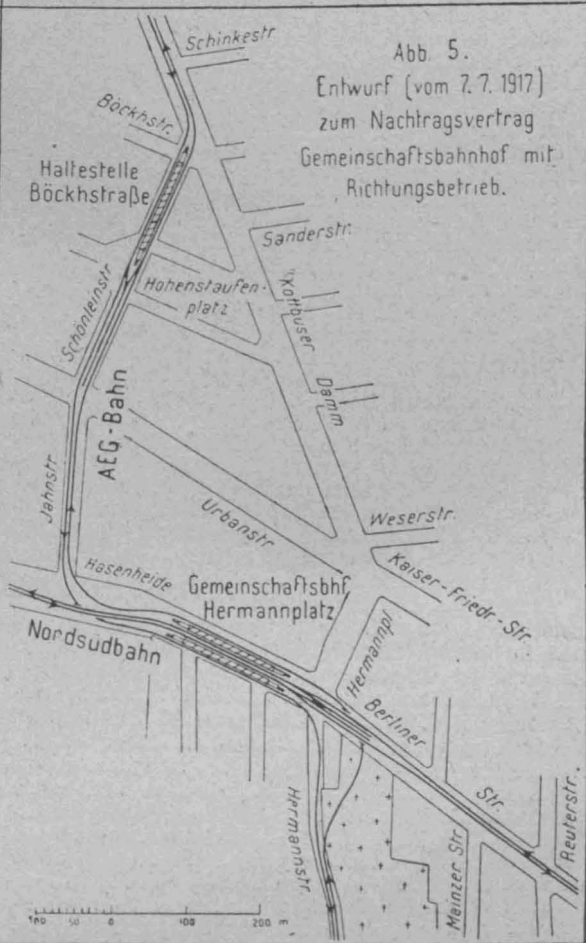 Abb. 5.
Entwurf (vom 7.7.1917)
zum Nachtragsvertrag
Gemeinschaftsbahnhof mit
Richtungsbetrieb.
Schinkestr
Böckhstr.
Haltestelle
Böckhstraße
Sanderstr.
Hohenstaufen-
platz
Kottbuser
Damm
Schönleinstr
AEG-Bahn
Jahnstr
Urbanstr
Weserstr.
Kaiser-Friedr-Str.
Hasenheide
Gemeinschaftsbhf.
Hermannplatz
Nordsüdbahn
Hermannpl
Berliner
Str.
Hermannstr.
Mainzer Str
Reuterstr.
100 50 0 100 200 m